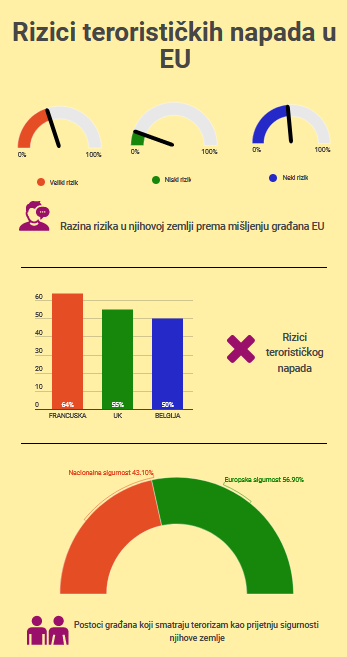 Rizici terorističkih napada u
EU
0% 100%
0% 100%
0% 100%
Veliki rizik
Niski rizik
Neki rizik
Razina rizika u njihovoj zemlji prema mišljenju građana EU
60
50
40
30
20
10
0
64%
55%
50%
FRANCUSKA
UK
BELGIJA
Rizici
terorističkog
napada
Nacionalna sigurnost 43.10%
Europska sigurnost 56.90%
Postoci građana koji smatraju terorizam kao prijetnju sigurnosti
njihove zemlje